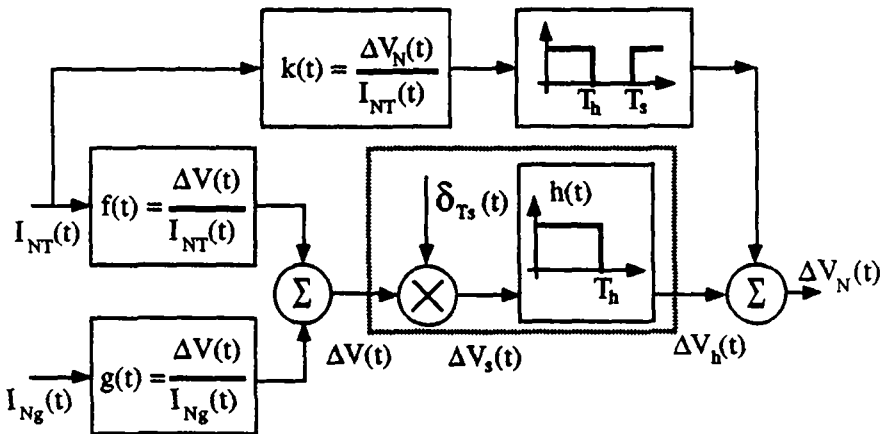 k(t) = ΔV_N(t) / I_NT(t)
T_h T_s
I_NT(t)
f(t) = ΔV(t) / I_NT(t)
δ_Ts(t)
h(t)
T_h
Σ
Σ
ΔV_N(t)
ΔV(t)
ΔV_s(t)
ΔV_h(t)
I_Ng(t)
g(t) = ΔV(t) / I_Ng(t)